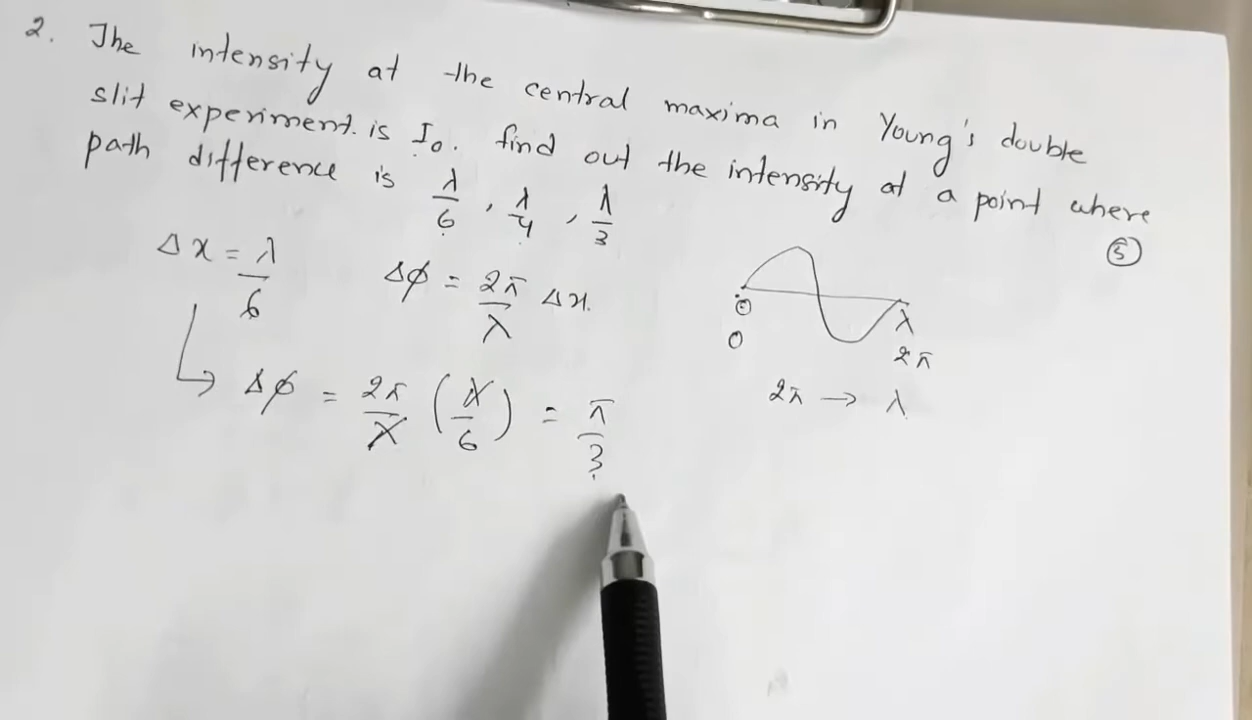 2. The intensity at the central maxima in Young's double
slit experiment. is I₀. find out the intensity at a point where
path difference is λ/6, λ/4, λ/3
⑤
Δx = λ/6
Δφ = 2π/λ Δx.
0
λ
0
2π
2π → λ
Δφ = 2π/λ (λ/6) = π/3